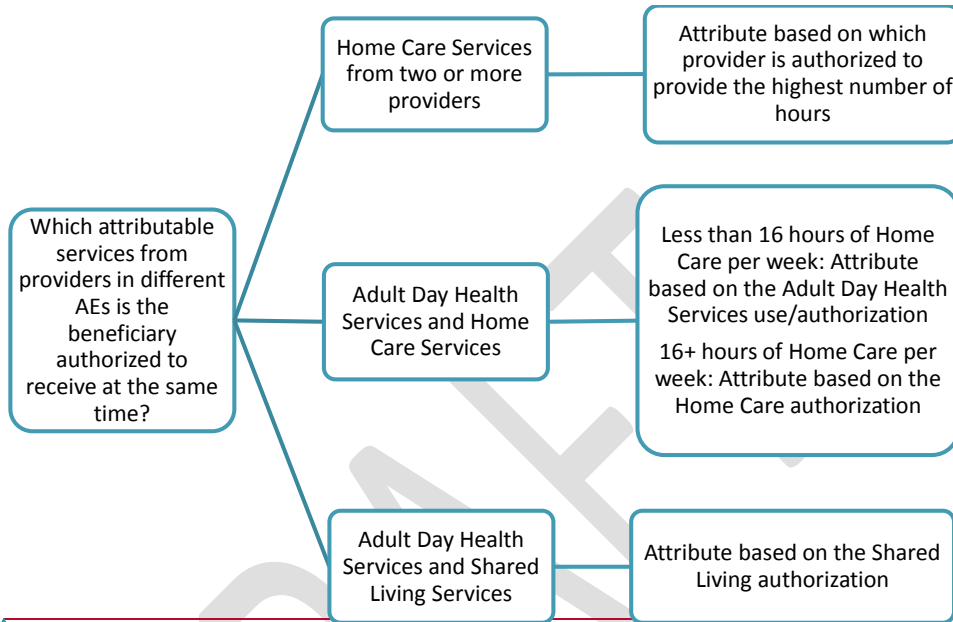 Home Care Services
from two or more
providers
Attribute based on which
provider is authorized to
provide the highest number of
hours
Which attributable
services from
providers in different
AEs is the
beneficiary
authorized to
receive at the same
time?
Adult Day Health
Services and Home
Care Services
Less than 16 hours of Home
Care per week: Attribute
based on the Adult Day Health
Services use/authorization
16+ hours of Home Care per
week: Attribute based on the
Home Care authorization
Adult Day Health
Services and Shared
Living Services
Attribute based on the Shared
Living authorization